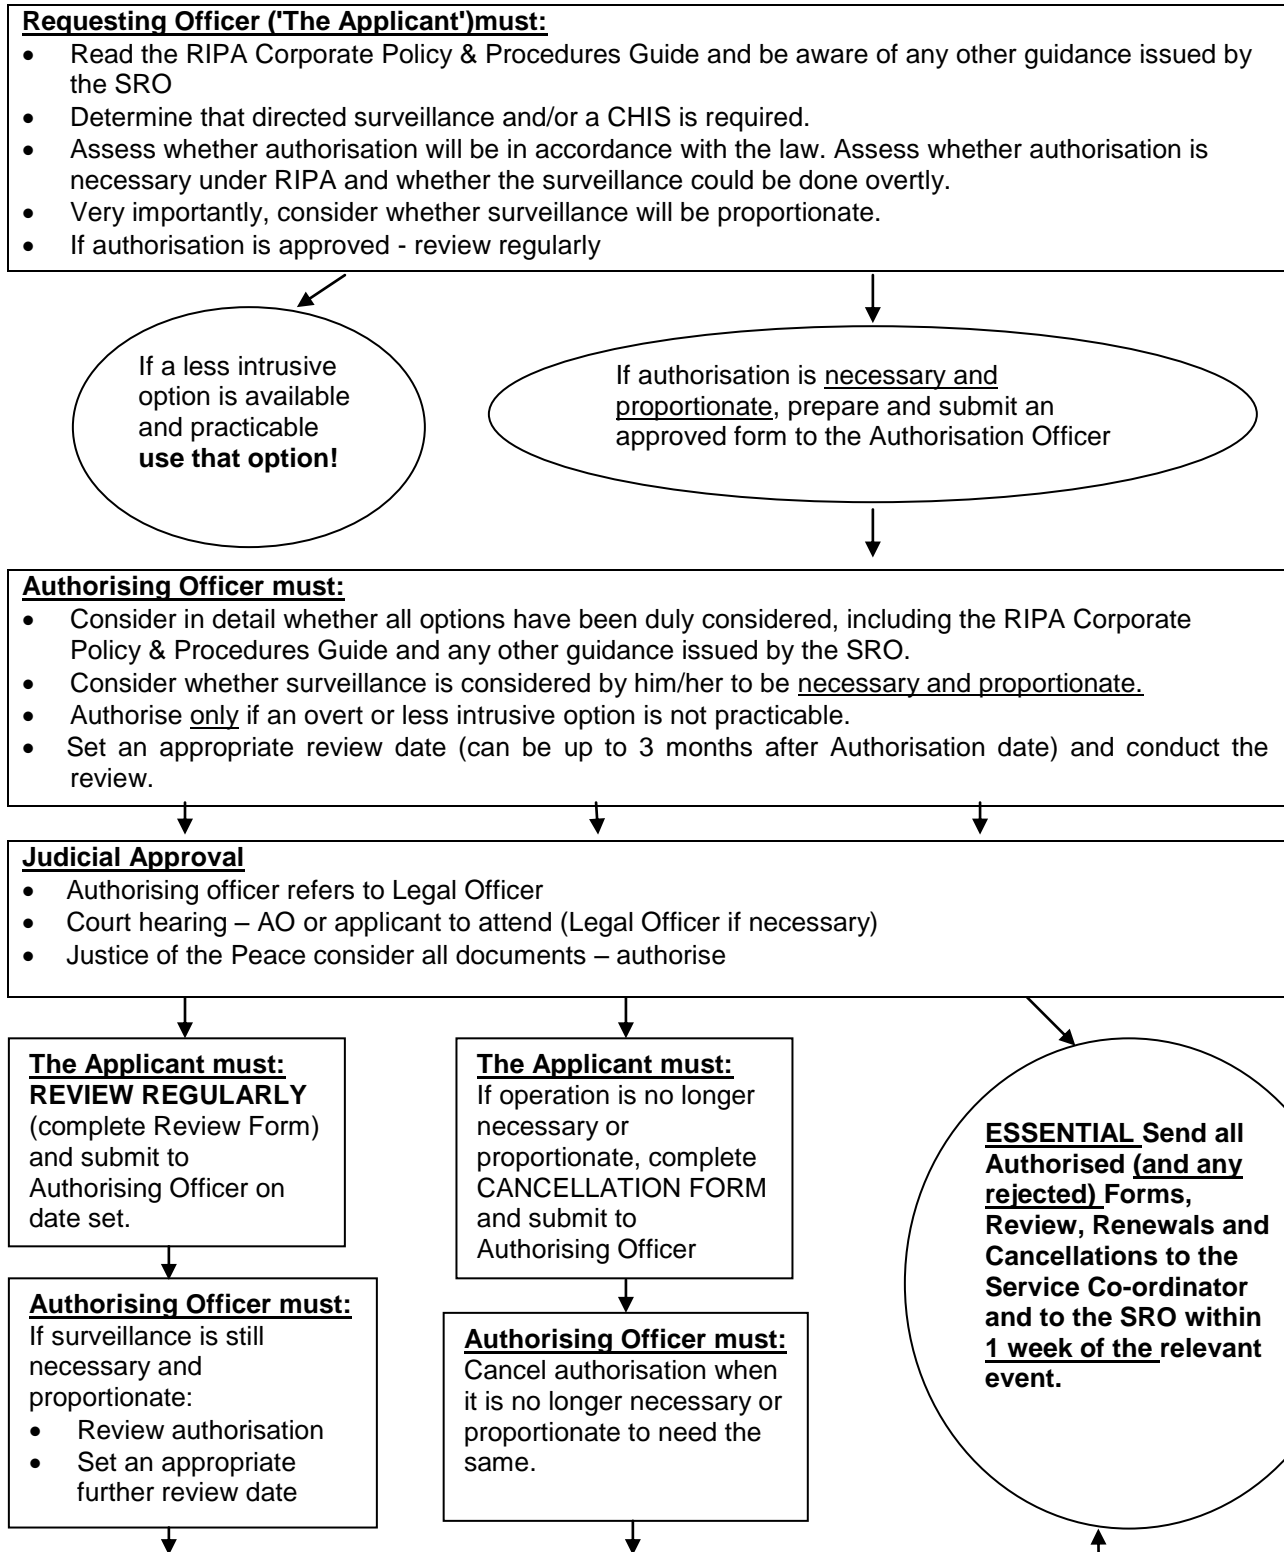 Requesting Officer ('The Applicant')must:
• Read the RIPA Corporate Policy & Procedures Guide and be aware of any other guidance issued by
the SRO
• Determine that directed surveillance and/or a CHIS is required.
• Assess whether authorisation will be in accordance with the law. Assess whether authorisation is
necessary under RIPA and whether the surveillance could be done overtly.
• Very importantly, consider whether surveillance will be proportionate.
• If authorisation is approved - review regularly
If a less intrusive
option is available
and practicable
use that option!
If authorisation is necessary and
proportionate, prepare and submit an
approved form to the Authorisation Officer
Authorising Officer must:
• Consider in detail whether all options have been duly considered, including the RIPA Corporate
Policy & Procedures Guide and any other guidance issued by the SRO.
• Consider whether surveillance is considered by him/her to be necessary and proportionate.
• Authorise only if an overt or less intrusive option is not practicable.
• Set an appropriate review date (can be up to 3 months after Authorisation date) and conduct the
review.
Judicial Approval
• Authorising officer refers to Legal Officer
• Court hearing – AO or applicant to attend (Legal Officer if necessary)
• Justice of the Peace consider all documents – authorise
The Applicant must:
REVIEW REGULARLY
(complete Review Form)
and submit to
Authorising Officer on
date set.
The Applicant must:
If operation is no longer
necessary or
proportionate, complete
CANCELLATION FORM
and submit to
Authorising Officer
ESSENTIAL Send all
Authorised (and any
rejected) Forms,
Review, Renewals and
Cancellations to the
Service Co-ordinator
and to the SRO within
1 week of the relevant
event.
Authorising Officer must:
If surveillance is still
necessary and
proportionate:
• Review authorisation
• Set an appropriate
further review date
Authorising Officer must:
Cancel authorisation when
it is no longer necessary or
proportionate to need the
same.